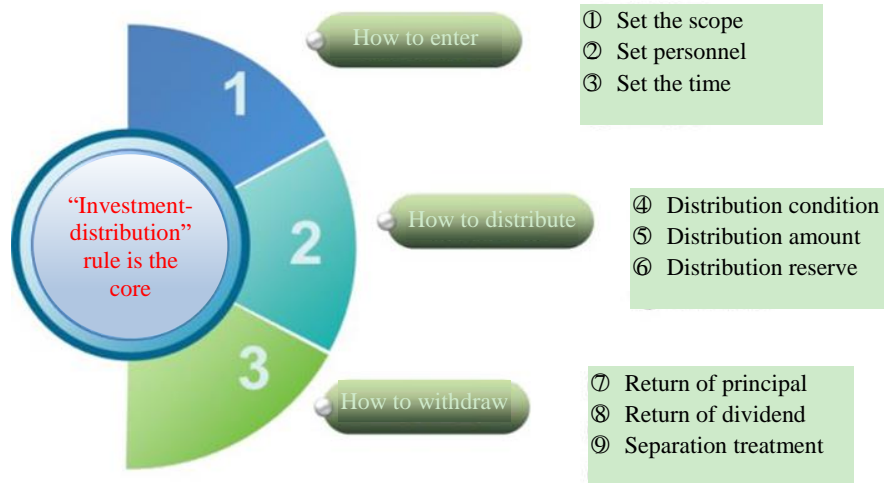 How to enter
① Set the scope
② Set personnel
③ Set the time
1
“Investment-
distribution”
rule is the
core
2
How to distribute
④ Distribution condition
⑤ Distribution amount
⑥ Distribution reserve
3
How to withdraw
⑦ Return of principal
⑧ Return of dividend
⑨ Separation treatment